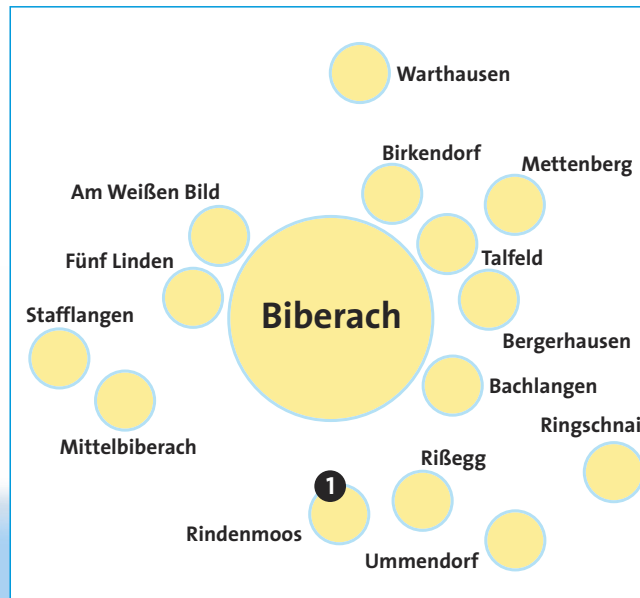 Warthausen
Birkendorf
Mettenberg
Am Weißen Bild
Talfeld
Fünf Linden
Biberach
Stafflangen
Bergerhausen
Bachlangen
Ringschnai
Mittelbiberach
Rißegg
1
Rindenmoos
Ummendorf